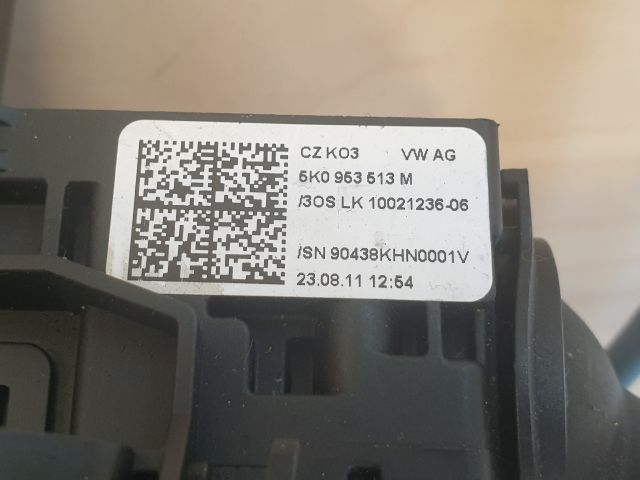 CZ K03 VW AG
5K0 953 513 M
/3OS LK 10021236-06
/SN 90438KHN0001V
23.08.11 12:54